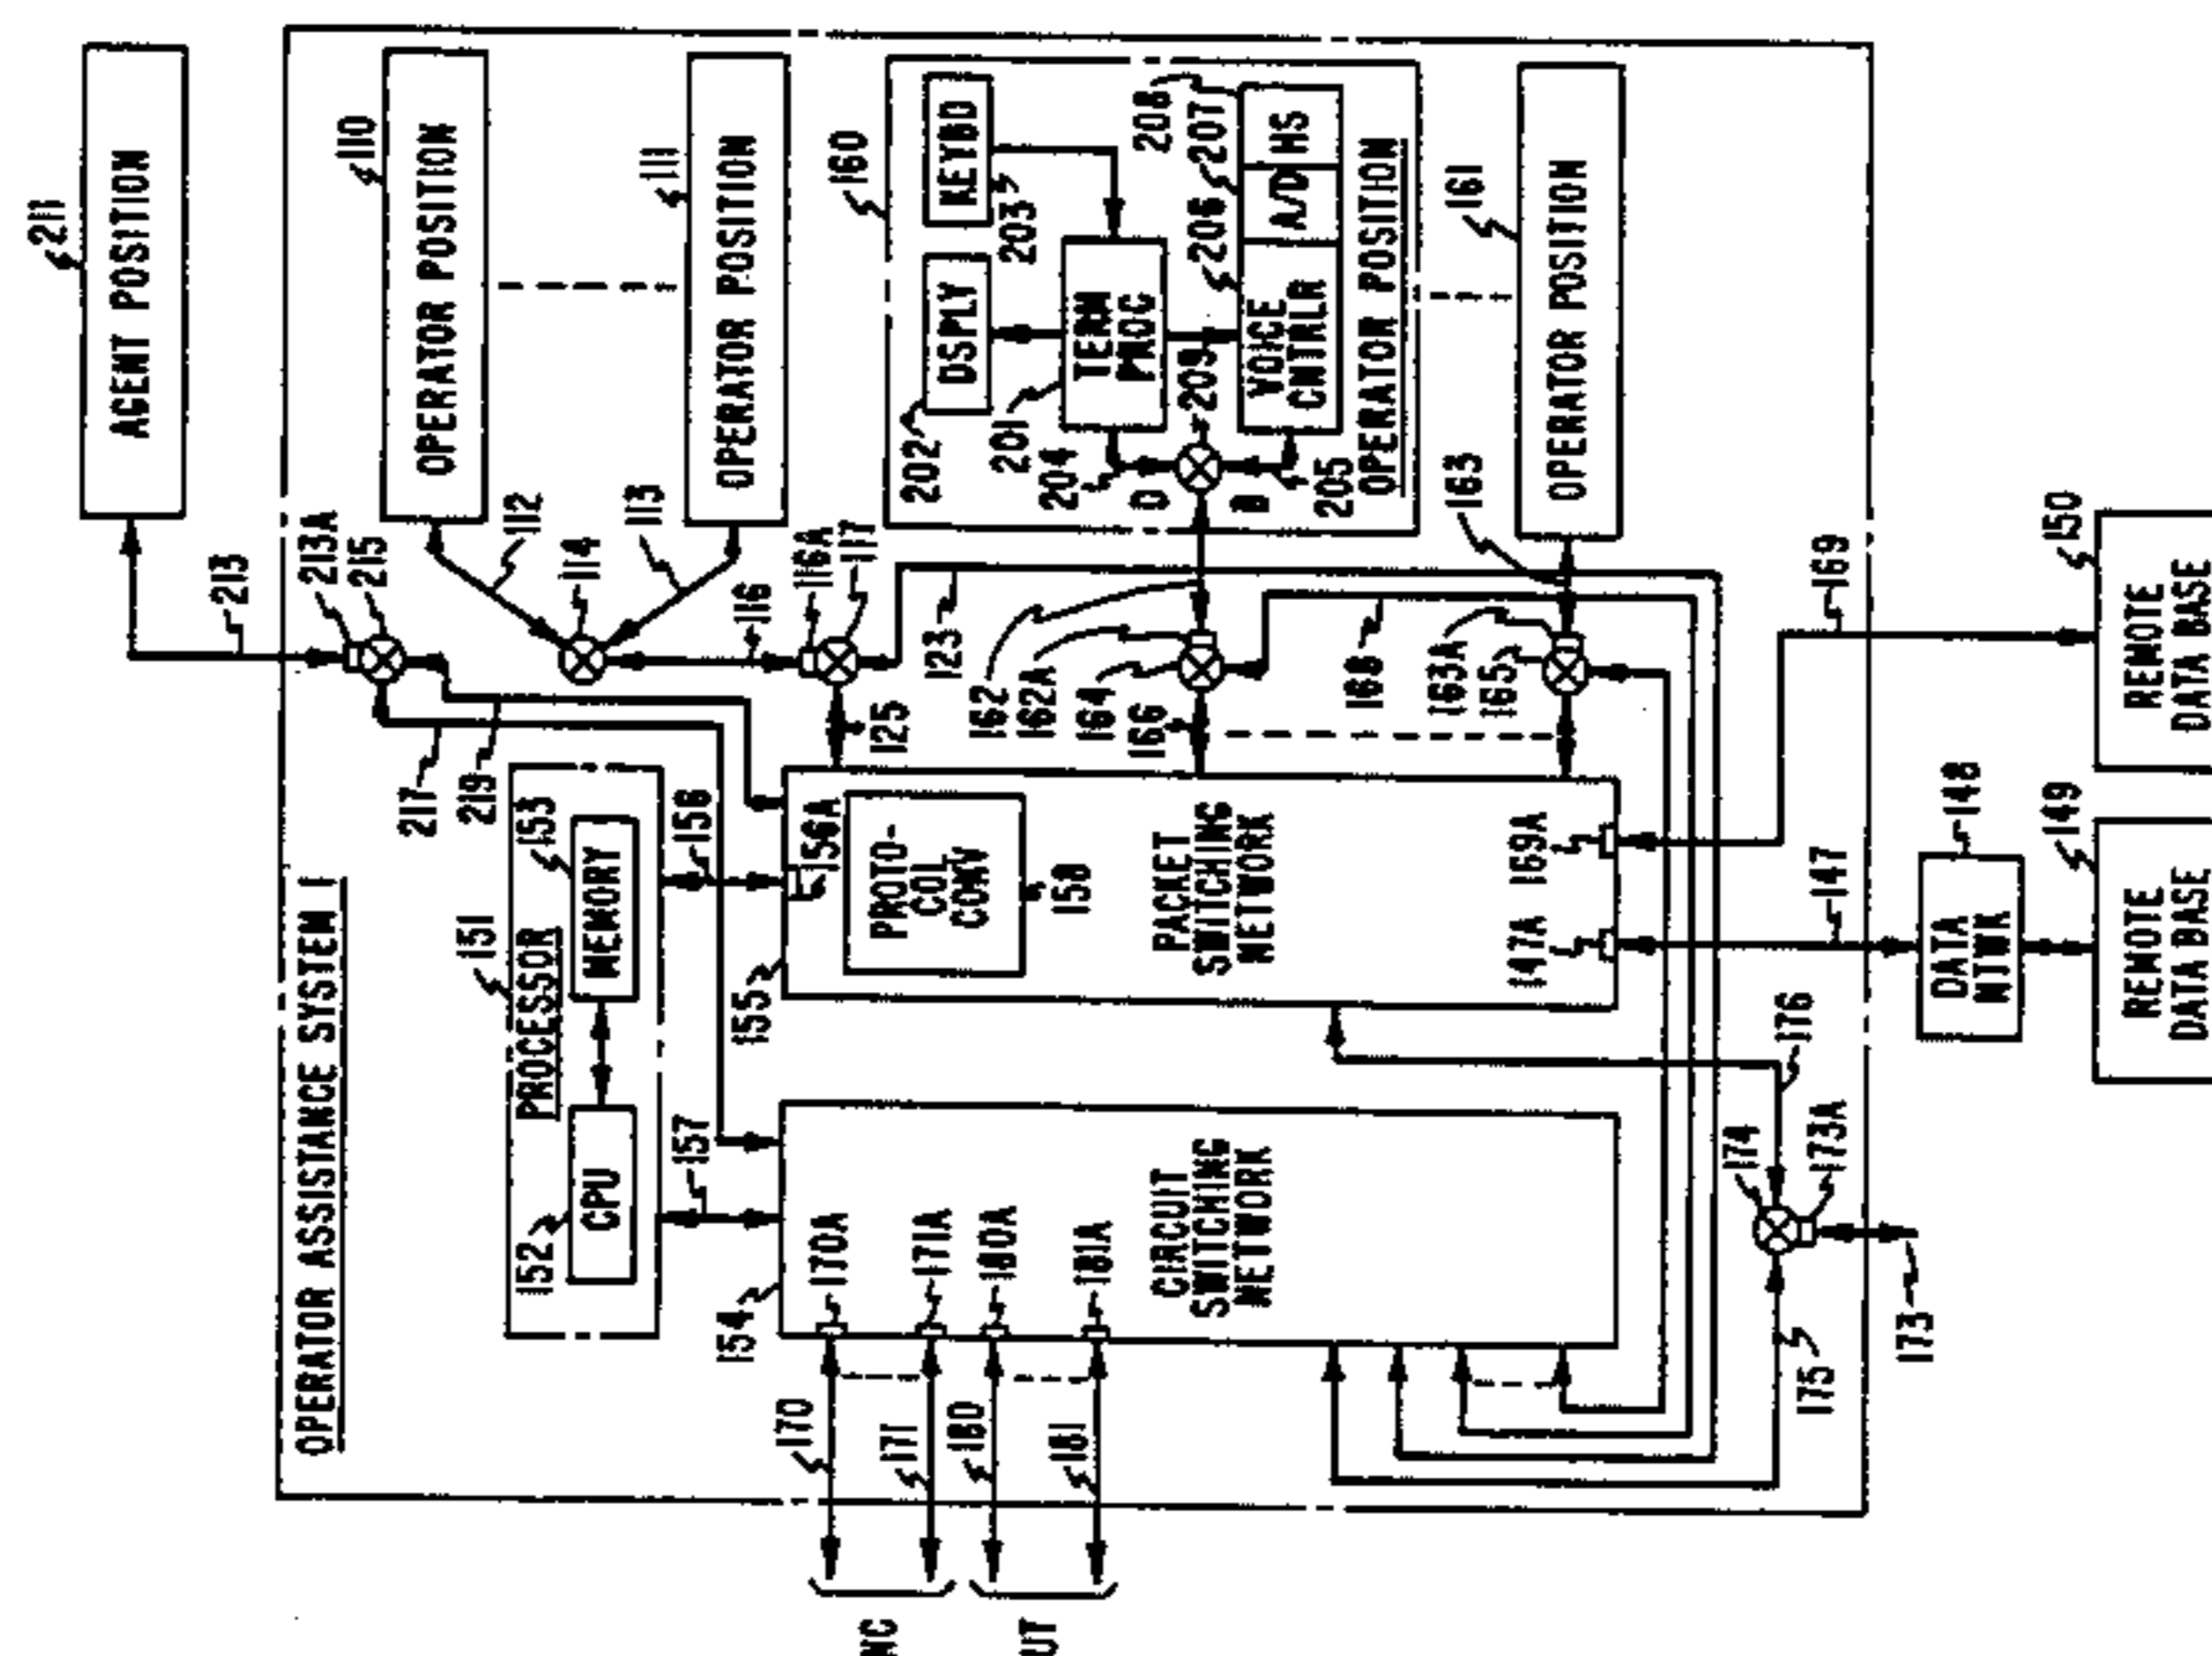 211
AGENT POSITION
OPERATOR ASSISTANCE SYSTEM 1
110
OPERATOR POSITION
111
OPERATOR POSITION
160
KEYBD
203
DSPLY
202
TERM
PROC
201
204
208
207
206
HS
A/D
VOICE
CNTRLR
209
D
B
205
OPERATOR POSITION
161
OPERATOR POSITION
163
213
213A
215
112
113
114
116
116A
117
123
125
162
162A
164
166
168
163A
165
169
150
REMOTE
DATA BASE
217
219
151
PROCESSOR
153
MEMORY
152
CPU
156
156A
157
155
PROTO-
COL
CONV
158
PACKET
SWITCHING
NETWORK
169A
147A
147
148
DATA
NTWK
149
REMOTE
DATA BASE
154
170A
171A
180A
181A
CIRCUIT
SWITCHING
NETWORK
174
173A
176
173
175
170
171
180
181